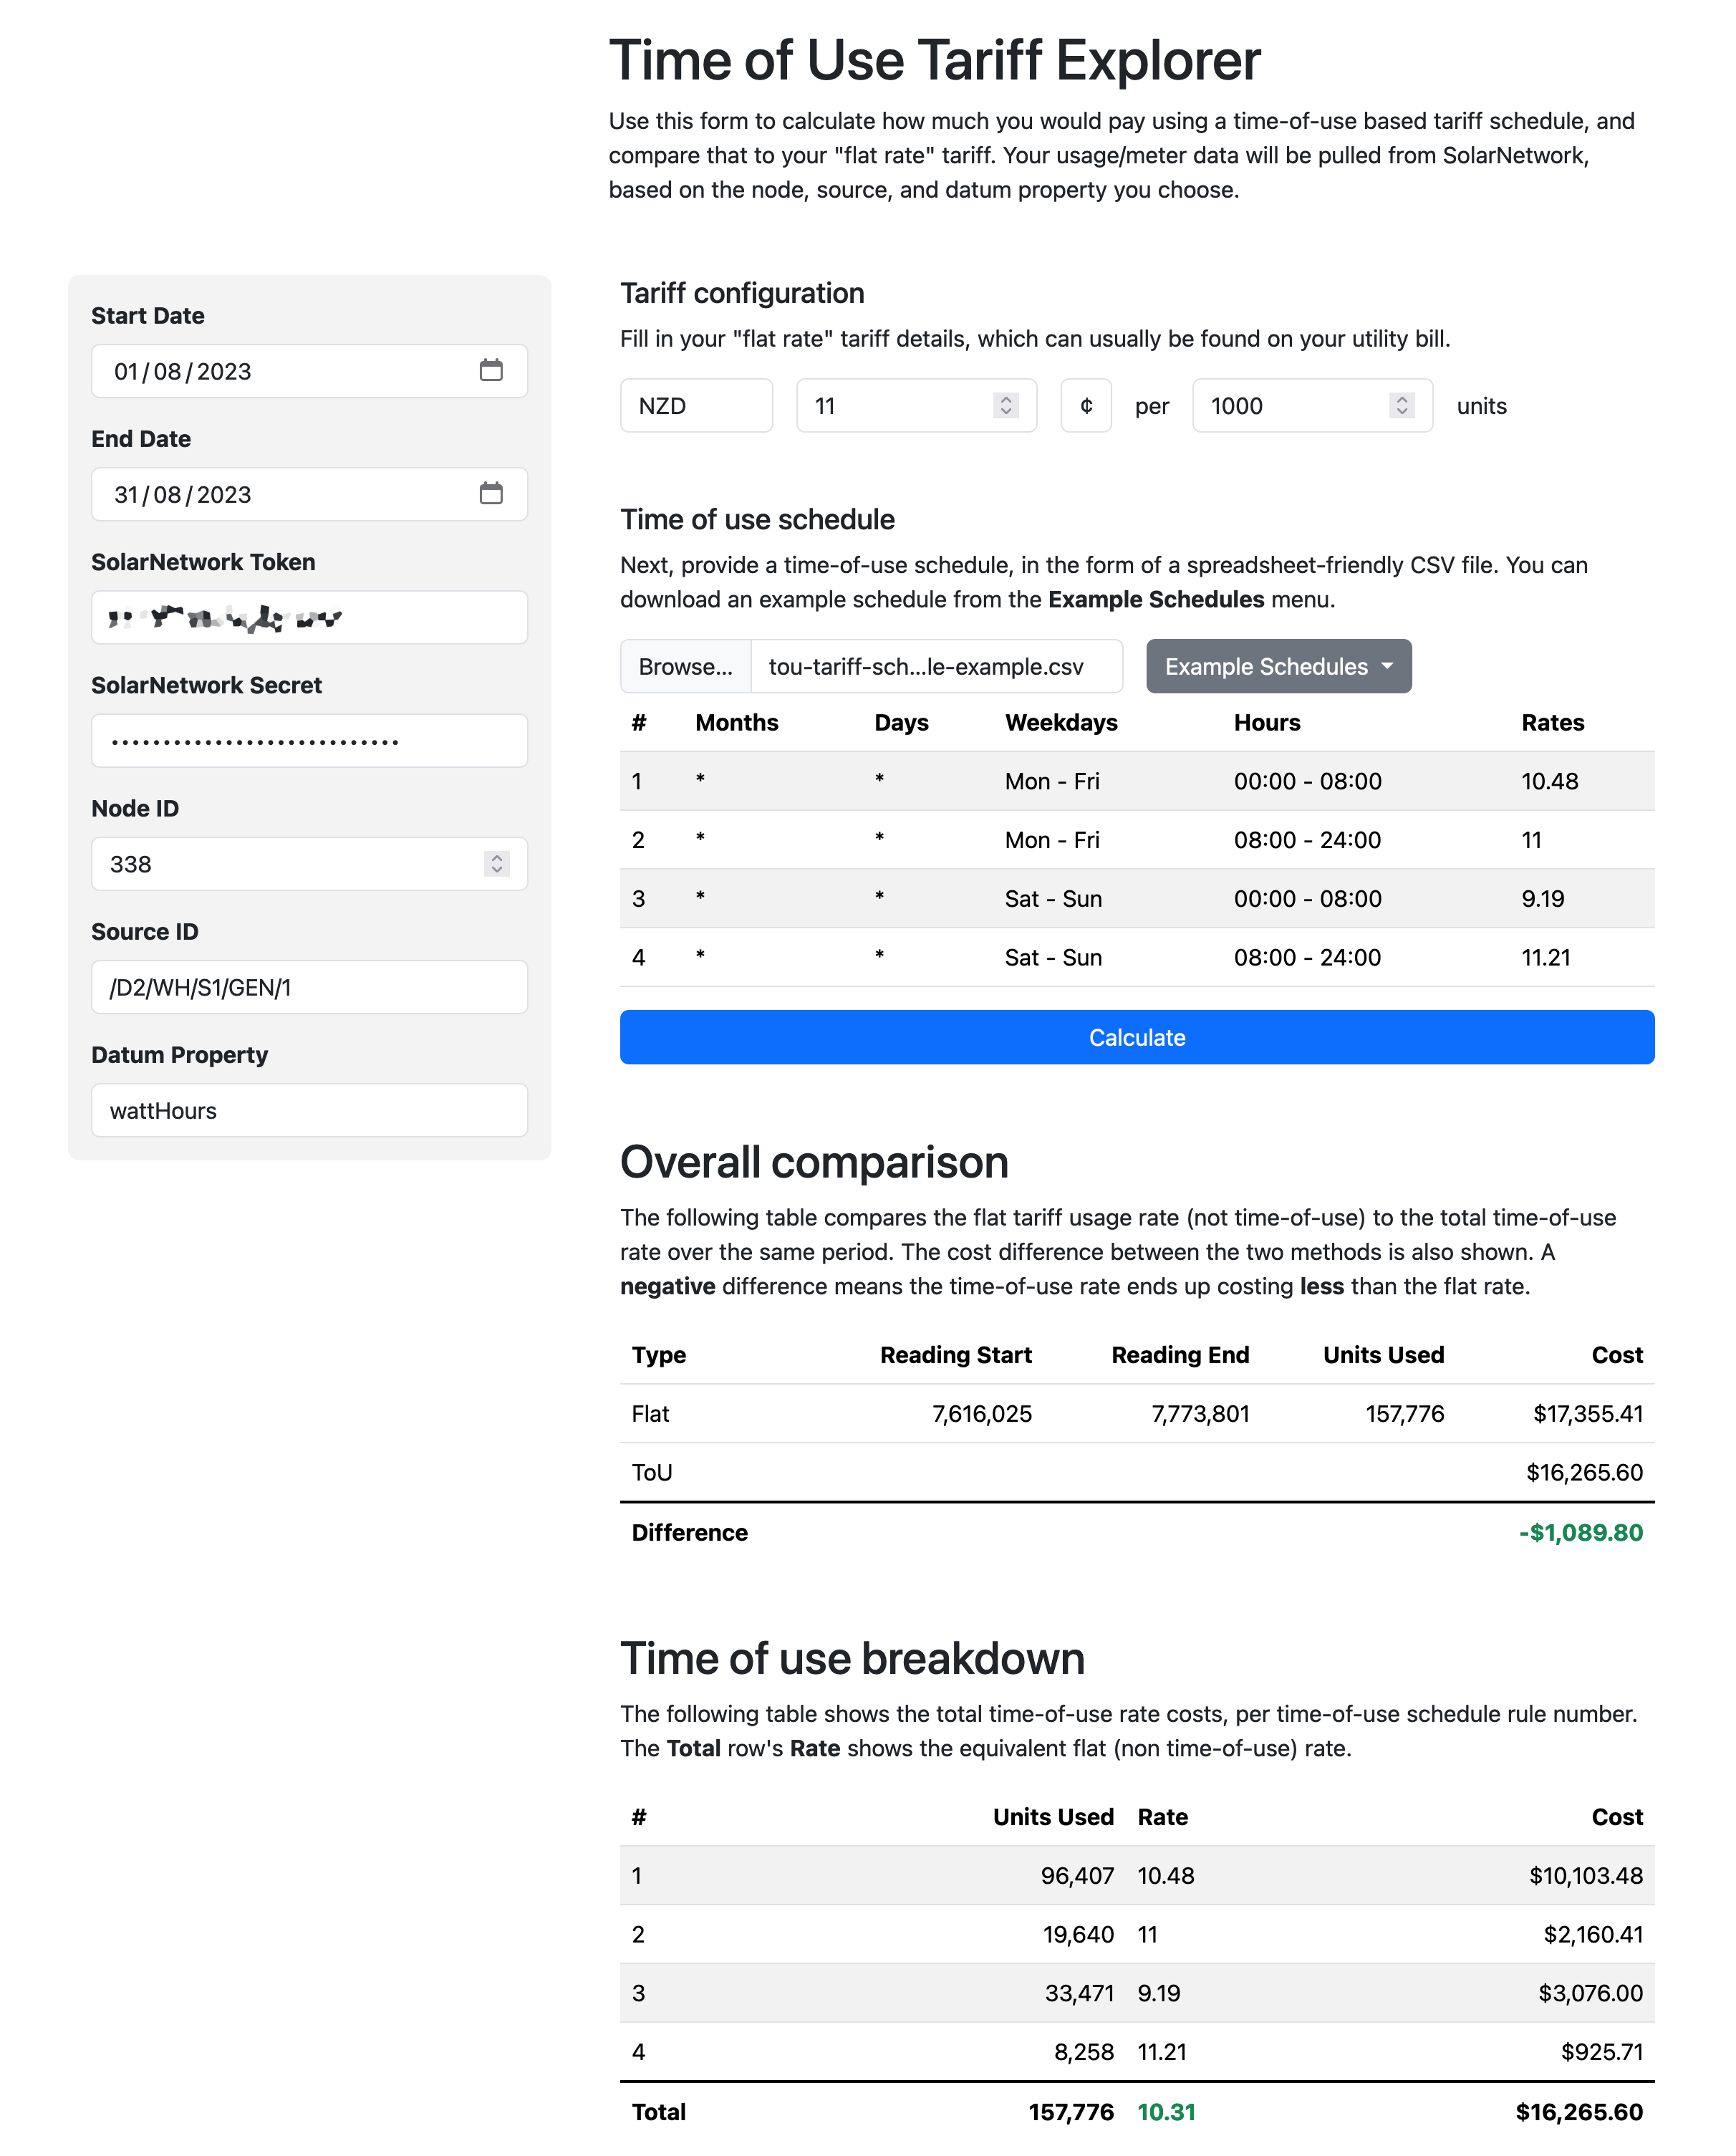 Time of Use Tariff Explorer
Use this form to calculate how much you would pay using a time-of-use based tariff schedule, and
compare that to your "flat rate" tariff. Your usage/meter data will be pulled from SolarNetwork,
based on the node, source, and datum property you choose.
Start Date
01/08/2023
End Date
31/08/2023
SolarNetwork Token
SolarNetwork Secret
••••••••••••••••••••••••••••
Node ID
338
Source ID
/D2/WH/S1/GEN/1
Datum Property
wattHours
Tariff configuration
Fill in your "flat rate" tariff details, which can usually be found on your utility bill.
NZD 11 ¢ per 1000 units
Time of use schedule
Next, provide a time-of-use schedule, in the form of a spreadsheet-friendly CSV file. You can
download an example schedule from the Example Schedules menu.
Browse... tou-tariff-sch...le-example.csv Example Schedules
# Months Days Weekdays Hours Rates
1 * * Mon - Fri 00:00 - 08:00 10.48
2 * * Mon - Fri 08:00 - 24:00 11
3 * * Sat - Sun 00:00 - 08:00 9.19
4 * * Sat - Sun 08:00 - 24:00 11.21
Calculate
Overall comparison
The following table compares the flat tariff usage rate (not time-of-use) to the total time-of-use
rate over the same period. The cost difference between the two methods is also shown. A
negative difference means the time-of-use rate ends up costing less than the flat rate.
Type Reading Start Reading End Units Used Cost
Flat 7,616,025 7,773,801 157,776 $17,355.41
ToU $16,265.60
Difference -$1,089.80
Time of use breakdown
The following table shows the total time-of-use rate costs, per time-of-use schedule rule number.
The Total row's Rate shows the equivalent flat (non time-of-use) rate.
# Units Used Rate Cost
1 96,407 10.48 $10,103.48
2 19,640 11 $2,160.41
3 33,471 9.19 $3,076.00
4 8,258 11.21 $925.71
Total 157,776 10.31 $16,265.60